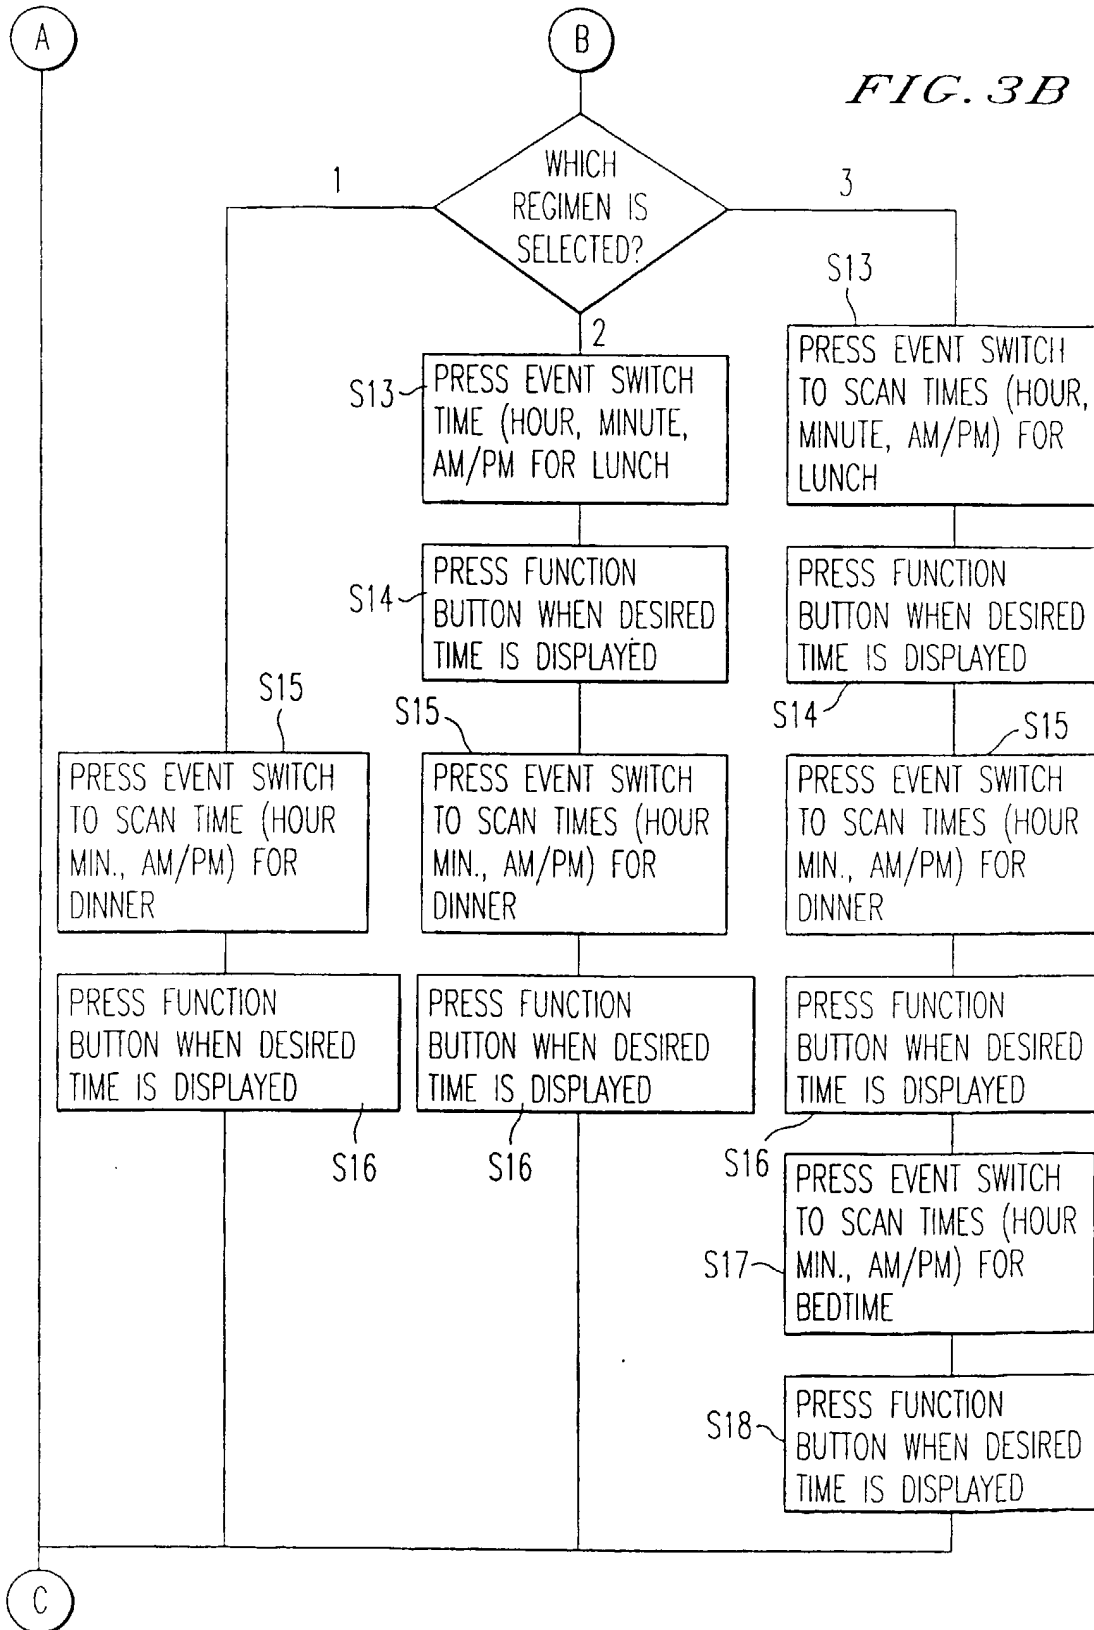 A
B
FIG. 3B
WHICH
REGIMEN IS
SELECTED?
1
2
3
S15
PRESS EVENT SWITCH
TO SCAN TIME (HOUR
MIN., AM/PM) FOR
DINNER
PRESS FUNCTION
BUTTON WHEN DESIRED
TIME IS DISPLAYED
S16
S13
PRESS EVENT SWITCH
TIME (HOUR, MINUTE,
AM/PM FOR LUNCH
S14
PRESS FUNCTION
BUTTON WHEN DESIRED
TIME IS DISPLAYED
S15
PRESS EVENT SWITCH
TO SCAN TIMES (HOUR
MIN., AM/PM) FOR
DINNER
PRESS FUNCTION
BUTTON WHEN DESIRED
TIME IS DISPLAYED
S16
S13
PRESS EVENT SWITCH
TO SCAN TIMES (HOUR,
MINUTE, AM/PM) FOR
LUNCH
PRESS FUNCTION
BUTTON WHEN DESIRED
TIME IS DISPLAYED
S14
S15
PRESS EVENT SWITCH
TO SCAN TIMES (HOUR
MIN., AM/PM) FOR
DINNER
PRESS FUNCTION
BUTTON WHEN DESIRED
TIME IS DISPLAYED
S16
PRESS EVENT SWITCH
TO SCAN TIMES (HOUR
MIN., AM/PM) FOR
BEDTIME
S17
S18
PRESS FUNCTION
BUTTON WHEN DESIRED
TIME IS DISPLAYED
C